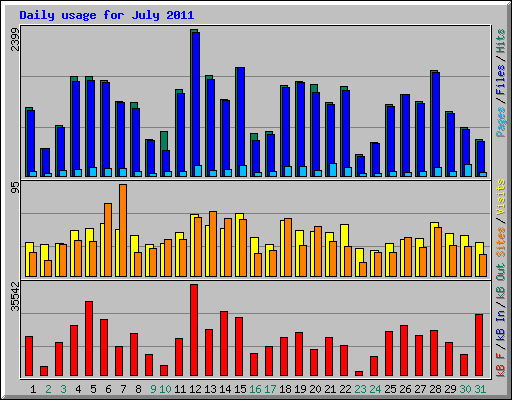 Daily usage for July 2011
2399
Pages / Files / Hits
95
Sites / Visits
35542
kB F / kB In / kB Out
1 2 3 4 5 6 7 8 9 10 11 12 13 14 15 16 17 18 19 20 21 22 23 24 25 26 27 28 29 30 31